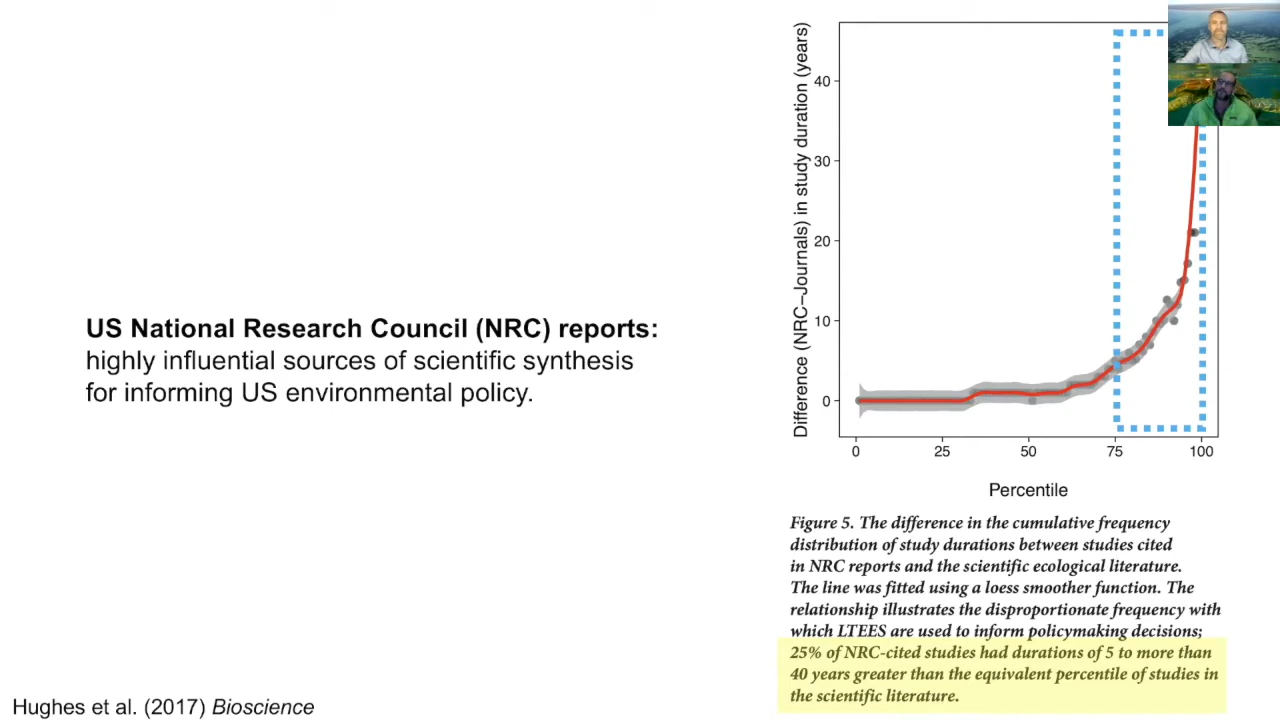 US National Research Council (NRC) reports:
highly influential sources of scientific synthesis
for informing US environmental policy.
Hughes et al. (2017) Bioscience
Difference (NRC–Journals) in study duration (years)
40
30
20
10
0
0 25 50 75 100
Percentile
Figure 5. The difference in the cumulative frequency
distribution of study durations between studies cited
in NRC reports and the scientific ecological literature.
The line was fitted using a loess smoother function. The
relationship illustrates the disproportionate frequency with
which LTEES are used to inform policymaking decisions;
25% of NRC-cited studies had durations of 5 to more than
40 years greater than the equivalent percentile of studies in
the scientific literature.